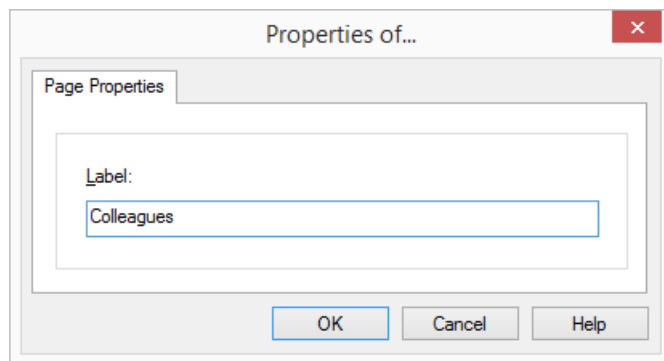 Properties of...
Page Properties
Label:
Colleagues
OK Cancel Help